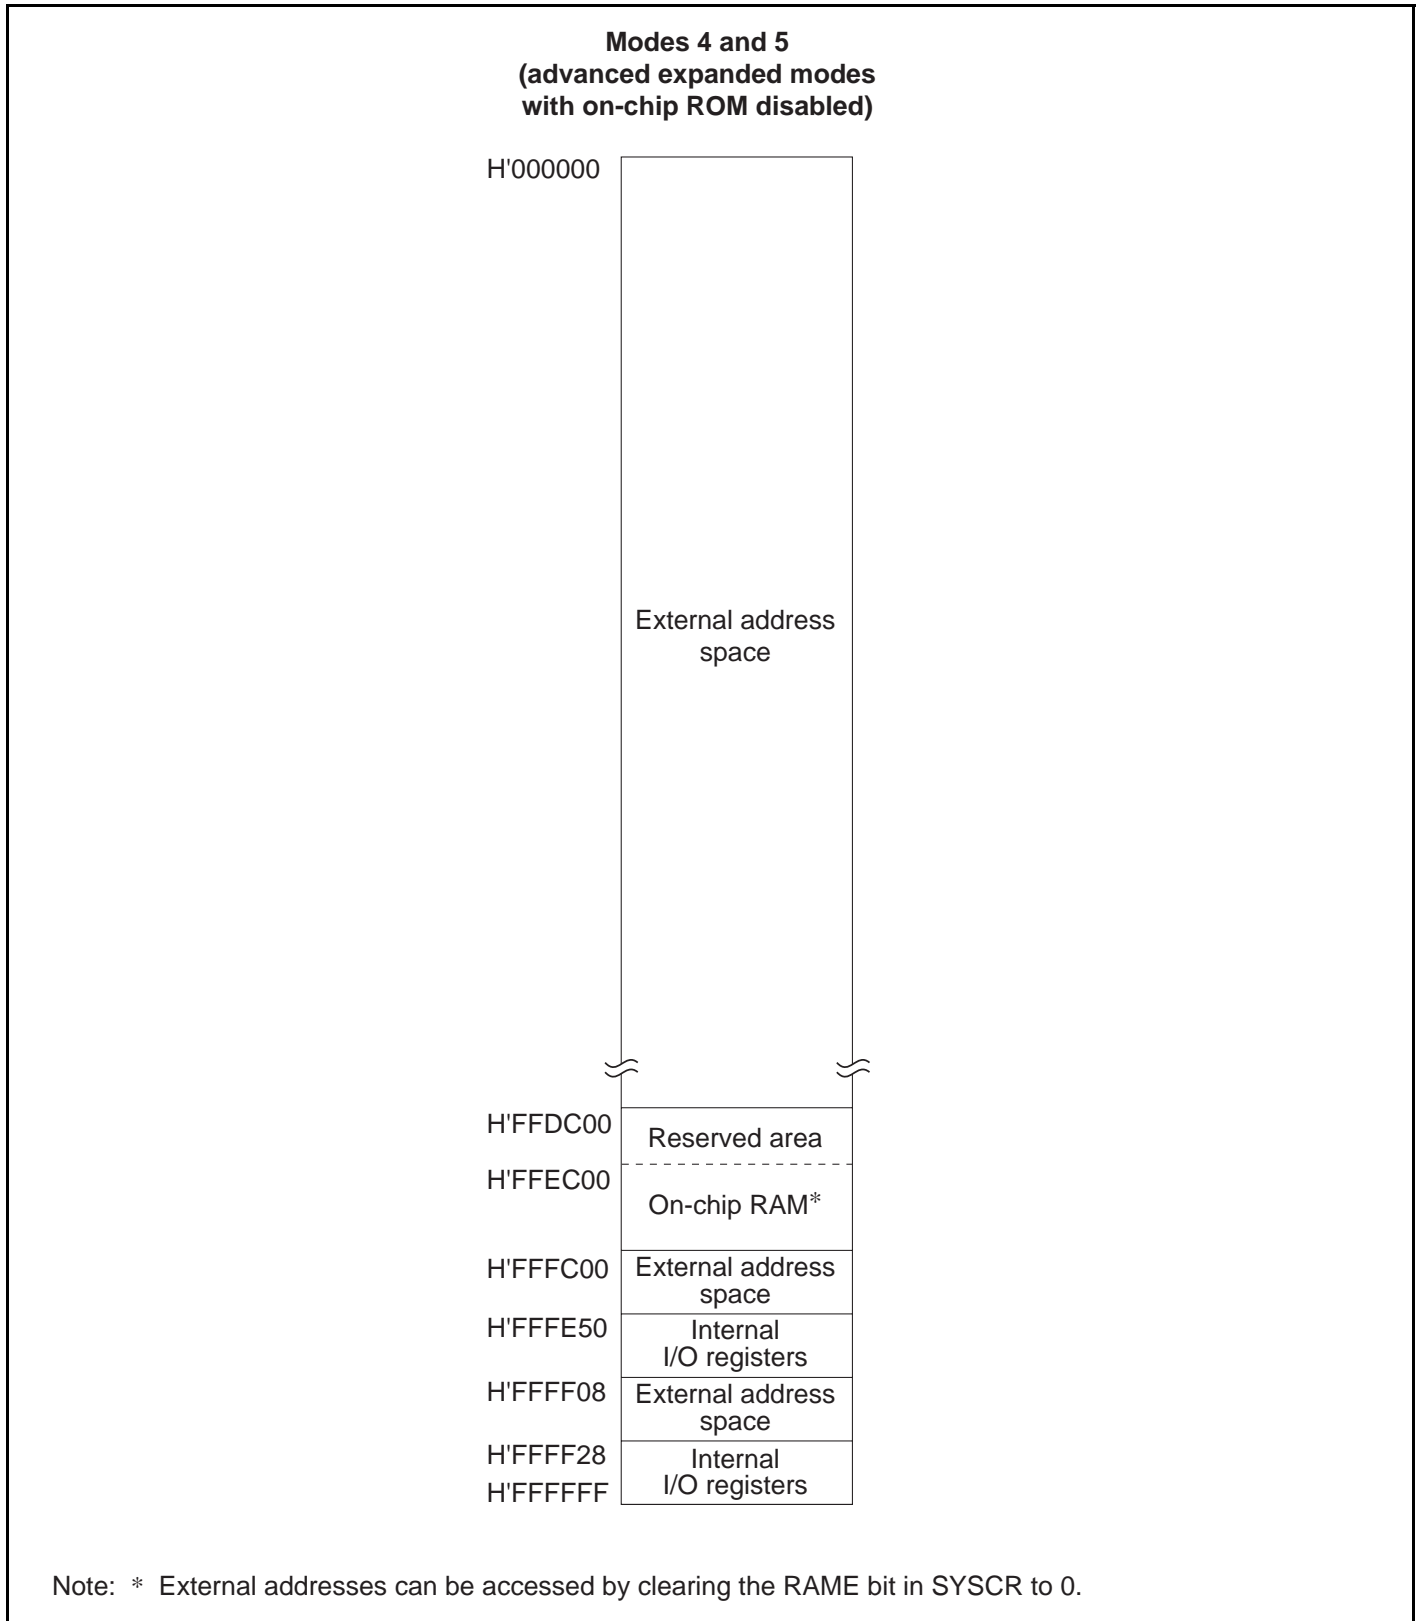 Modes 4 and 5
(advanced expanded modes
with on-chip ROM disabled)
H'000000
External address
space
H'FFDC00
Reserved area
H'FFEC00
On-chip RAM*
H'FFFC00
External address
space
H'FFFE50
Internal
I/O registers
H'FFFF08
External address
space
H'FFFF28
Internal
I/O registers
H'FFFFFF
Note: * External addresses can be accessed by clearing the RAME bit in SYSCR to 0.